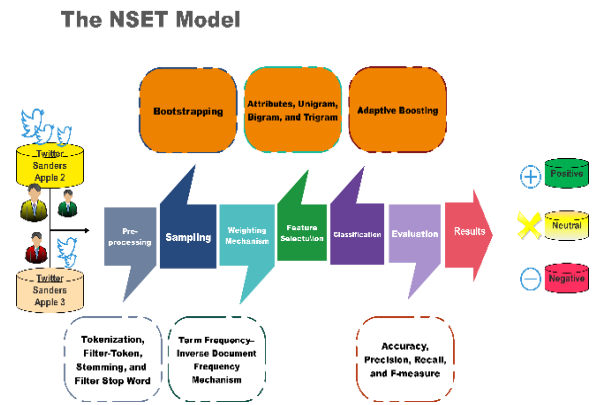 The NSET Model
Bootstrapping
Attributes, Unigram,
Bigram, and Trigram
Adaptive Boosting
Twitter
Sanders
Apple 2
Twitter
Sanders
Apple 3
Pre-
processing
Sampling
Weighting
Mechanism
Feature
Selectution
Classification
Evaluation
Results
Positive
Neutral
Negative
Tokenization,
Filter-Token,
Stemming, and
Filter Stop Word
Term Frequency–
Inverse Document
Frequency
Mechanism
Accuracy,
Precision, Recall,
and F-measure